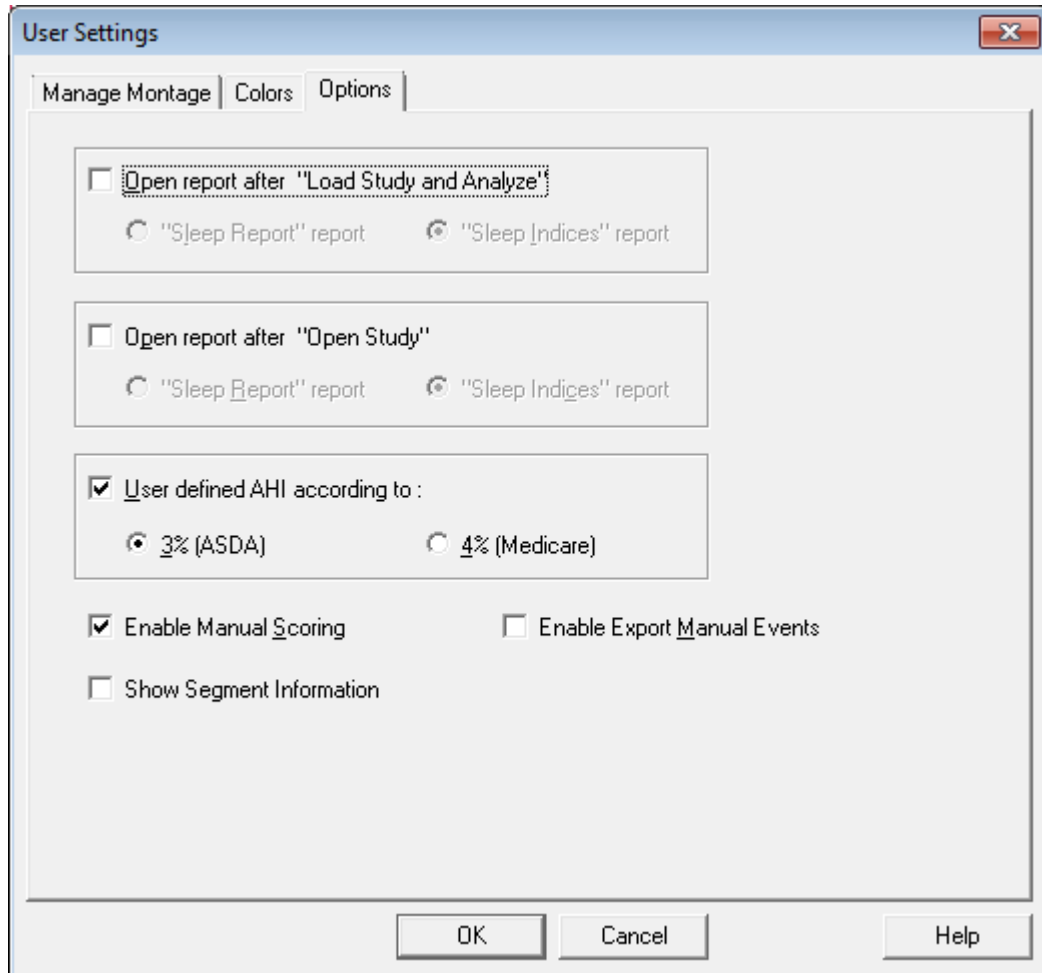 User Settings
Manage Montage Colors Options
Open report after "Load Study and Analyze"
"Sleep Report" report "Sleep Indices" report
Open report after "Open Study"
"Sleep Report" report "Sleep Indices" report
User defined AHI according to :
3% (ASDA) 4% (Medicare)
Enable Manual Scoring Enable Export Manual Events
Show Segment Information
OK Cancel Help